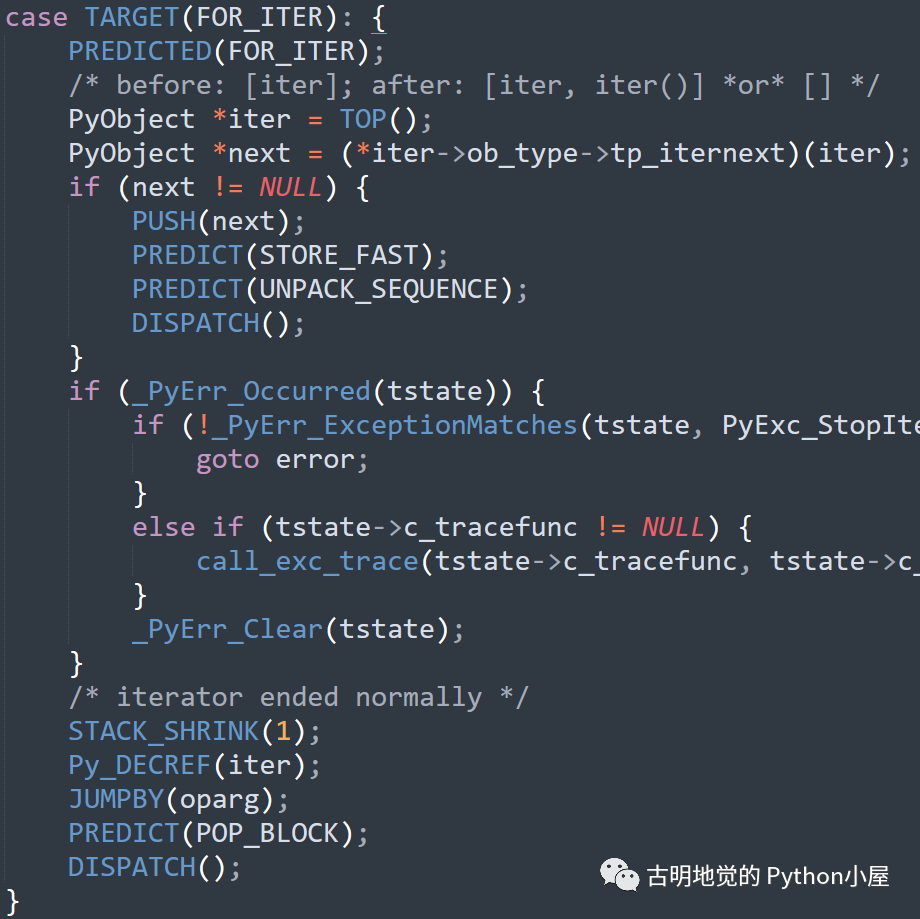 case TARGET(FOR_ITER): {
    PREDICTED(FOR_ITER);
    /* before: [iter]; after: [iter, iter()] *or* [] */
    PyObject *iter = TOP();
    PyObject *next = (*iter->ob_type->tp_iternext)(iter);
    if (next != NULL) {
        PUSH(next);
        PREDICT(STORE_FAST);
        PREDICT(UNPACK_SEQUENCE);
        DISPATCH();
    }
    if (_PyErr_Occurred(tstate)) {
        if (!_PyErr_ExceptionMatches(tstate, PyExc_StopIte
            goto error;
        }
        else if (tstate->c_tracefunc != NULL) {
            call_exc_trace(tstate->c_tracefunc, tstate->c_
        }
        _PyErr_Clear(tstate);
    }
    /* iterator ended normally */
    STACK_SHRINK(1);
    Py_DECREF(iter);
    JUMPBY(oparg);
    PREDICT(POP_BLOCK);
    DISPATCH();
}
古明地觉的 Python小屋